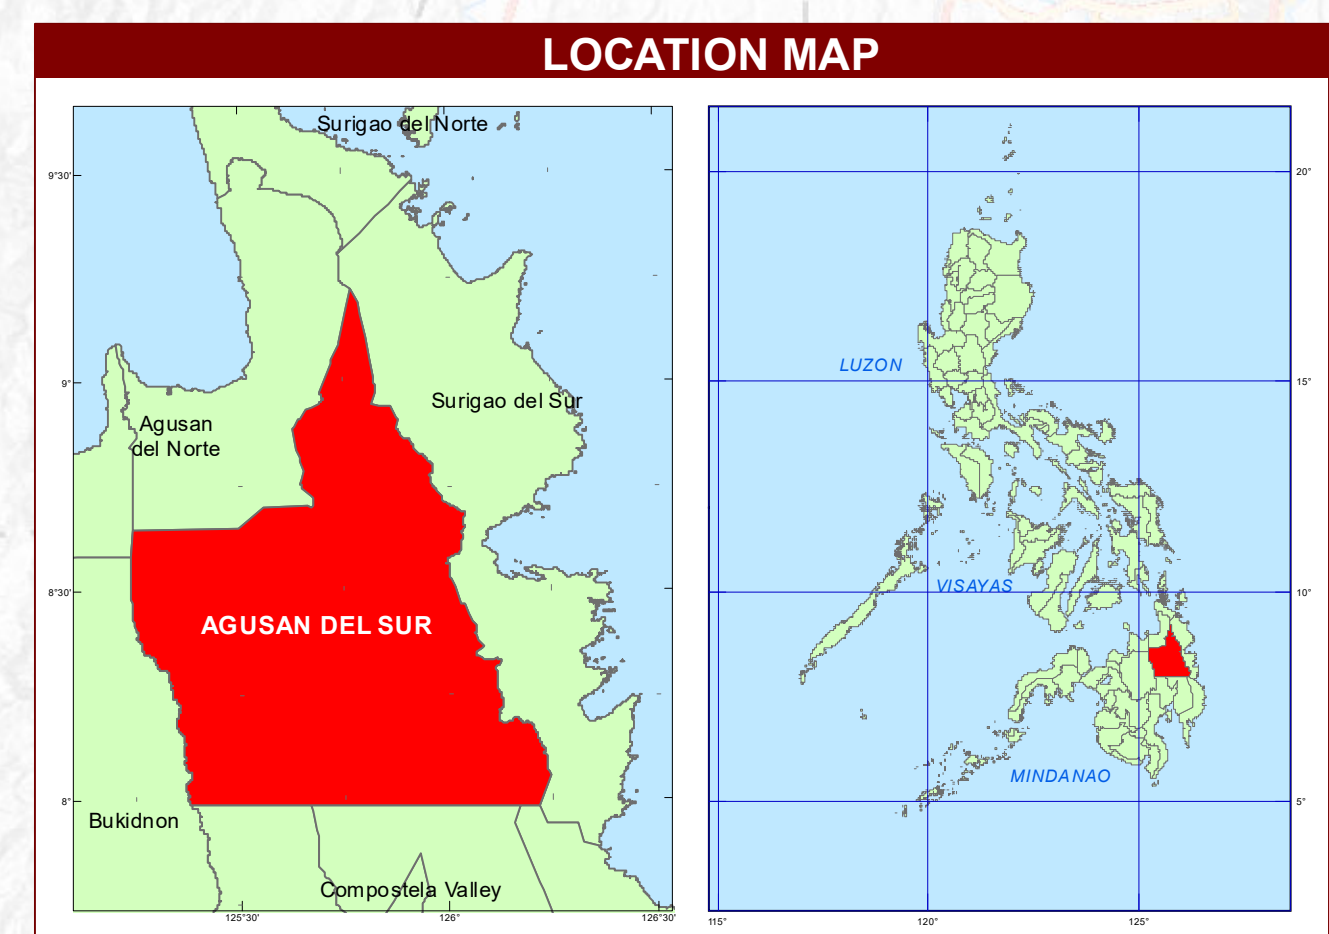 LOCATION MAP
Surigao del Norte
9°30'
9°
Surigao del Sur
Agusan
del Norte
8°30'
AGUSAN DEL SUR
8°
Bukidnon
Compostela Valley
125°30'
126°
126°30'
20°
LUZON
15°
VISAYAS
10°
MINDANAO
5°
115°
120°
125°